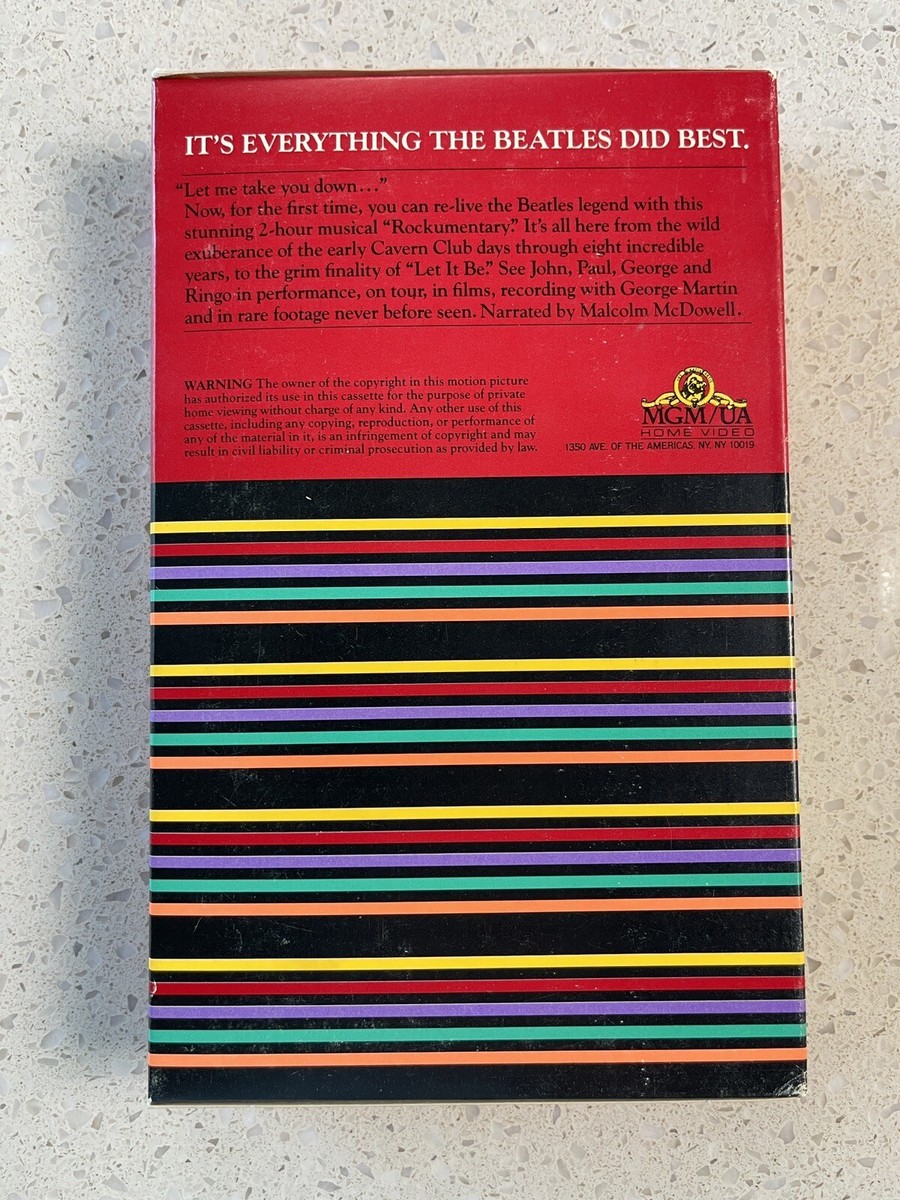 IT'S EVERYTHING THE BEATLES DID BEST.
“Let me take you down...”
Now, for the first time, you can re-live the Beatles legend with this
stunning 2-hour musical “Rockumentary.” It's all here from the wild
exuberance of the early Cavern Club days through eight incredible
years, to the grim finality of “Let It Be.” See John, Paul, George and
Ringo in performance, on tour, in films, recording with George Martin
and in rare footage never before seen. Narrated by Malcolm McDowell.
WARNING The owner of the copyright in this motion picture
has authorized its use in this cassette for the purpose of private
home viewing without charge of any kind. Any other use of this
cassette, including any copying, reproduction, or performance of
any of the material in it, is an infringement of copyright and may
result in civil liability or criminal prosecution as provided by law.
MGM/UA
HOME VIDEO
1350 AVE. OF THE AMERICAS, NY, NY 10019